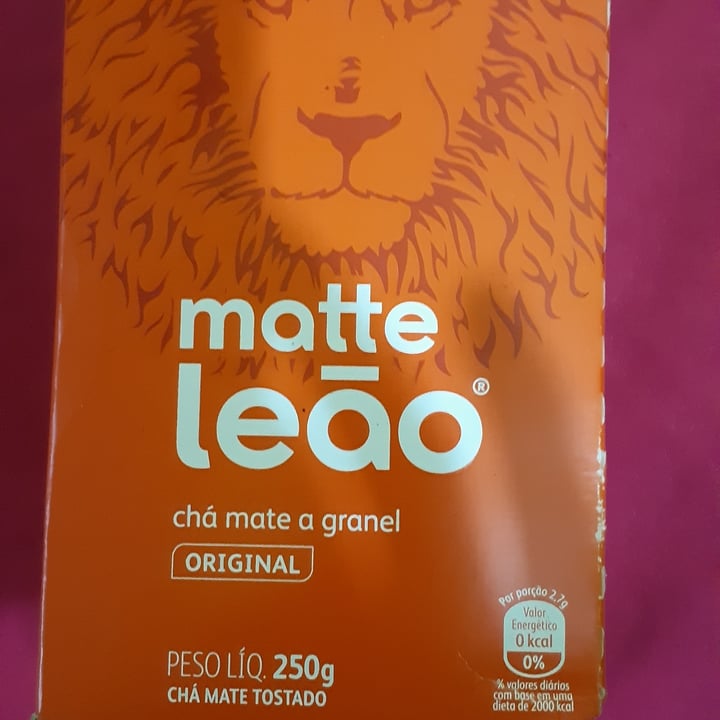 matte
leão®
chá mate a granel
ORIGINAL
PESO LÍQ. 250g
CHÁ MATE TOSTADO
Por porção 2,7g
Valor
Energético
0 kcal
0%
% valores diários
com base em uma
dieta de 2000 kcal